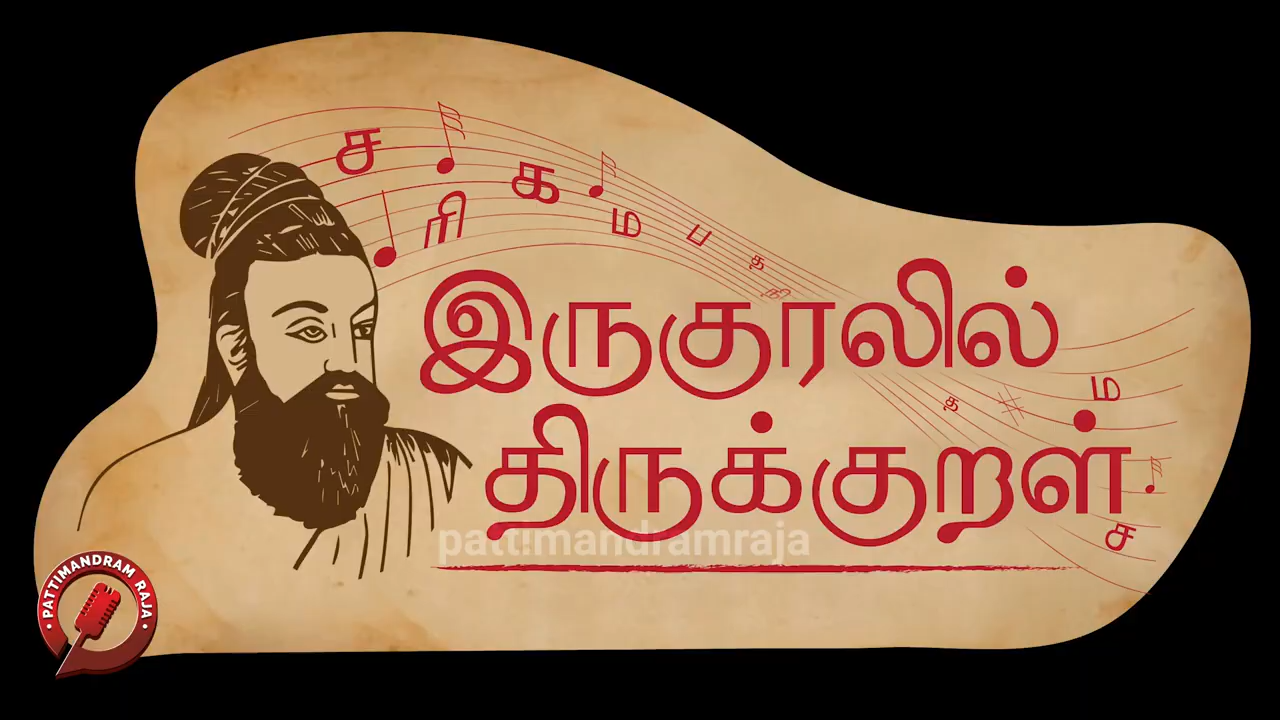 ச
ரி
க
ம
ப
த
இருகுரலில்
த
ம
திருக்குறள்
ச
pattimandramraja
PATTIMANDRAM RAJA